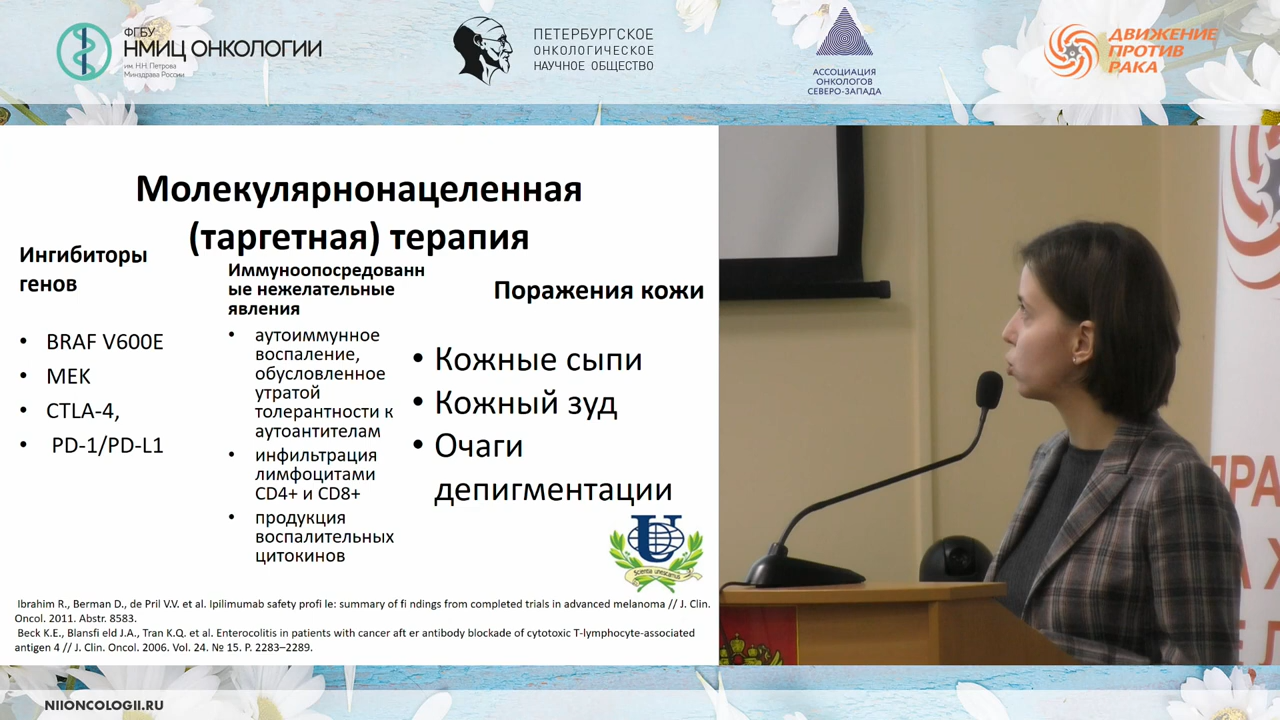 ФГБУ
НМИЦ ОНКОЛОГИИ
им. Н.Н. Петрова
Минздрава России
ПЕТЕРБУРГСКОЕ
ОНКОЛОГИЧЕСКОЕ
НАУЧНОЕ ОБЩЕСТВО
АССОЦИАЦИЯ
ОНКОЛОГОВ
СЕВЕРО-ЗАПАДА
ДВИЖЕНИЕ
ПРОТИВ
РАКА
Молекулярнонацеленная
(таргетная) терапия
Ингибиторы
генов
• BRAF V600E
• MEK
• CTLA-4,
• PD-1/PD-L1
Иммуноопосредованн
ые нежелательные
явления
• аутоиммунное
воспаление,
обусловленное
утратой
толерантности к
аутоантителам
• инфильтрация
лимфоцитами
CD4+ и CD8+
• продукция
воспалительных
цитокинов
Поражения кожи
• Кожные сыпи
• Кожный зуд
• Очаги
депигментации
U
Ibrahim R., Berman D., de Pril V.V. et al. Ipilimumab safety profi le: summary of fi ndings from completed trials in advanced melanoma // J. Clin.
Oncol. 2011. Abstr. 8583.
Beck K.E., Blansfi eld J.A., Tran K.Q. et al. Enterocolitis in patients with cancer aft er antibody blockade of cytotoxic T-lymphocyte-associated
antigen 4 // J. Clin. Oncol. 2006. Vol. 24. № 15. P. 2283–2289.
NIIONCOLOGII.RU